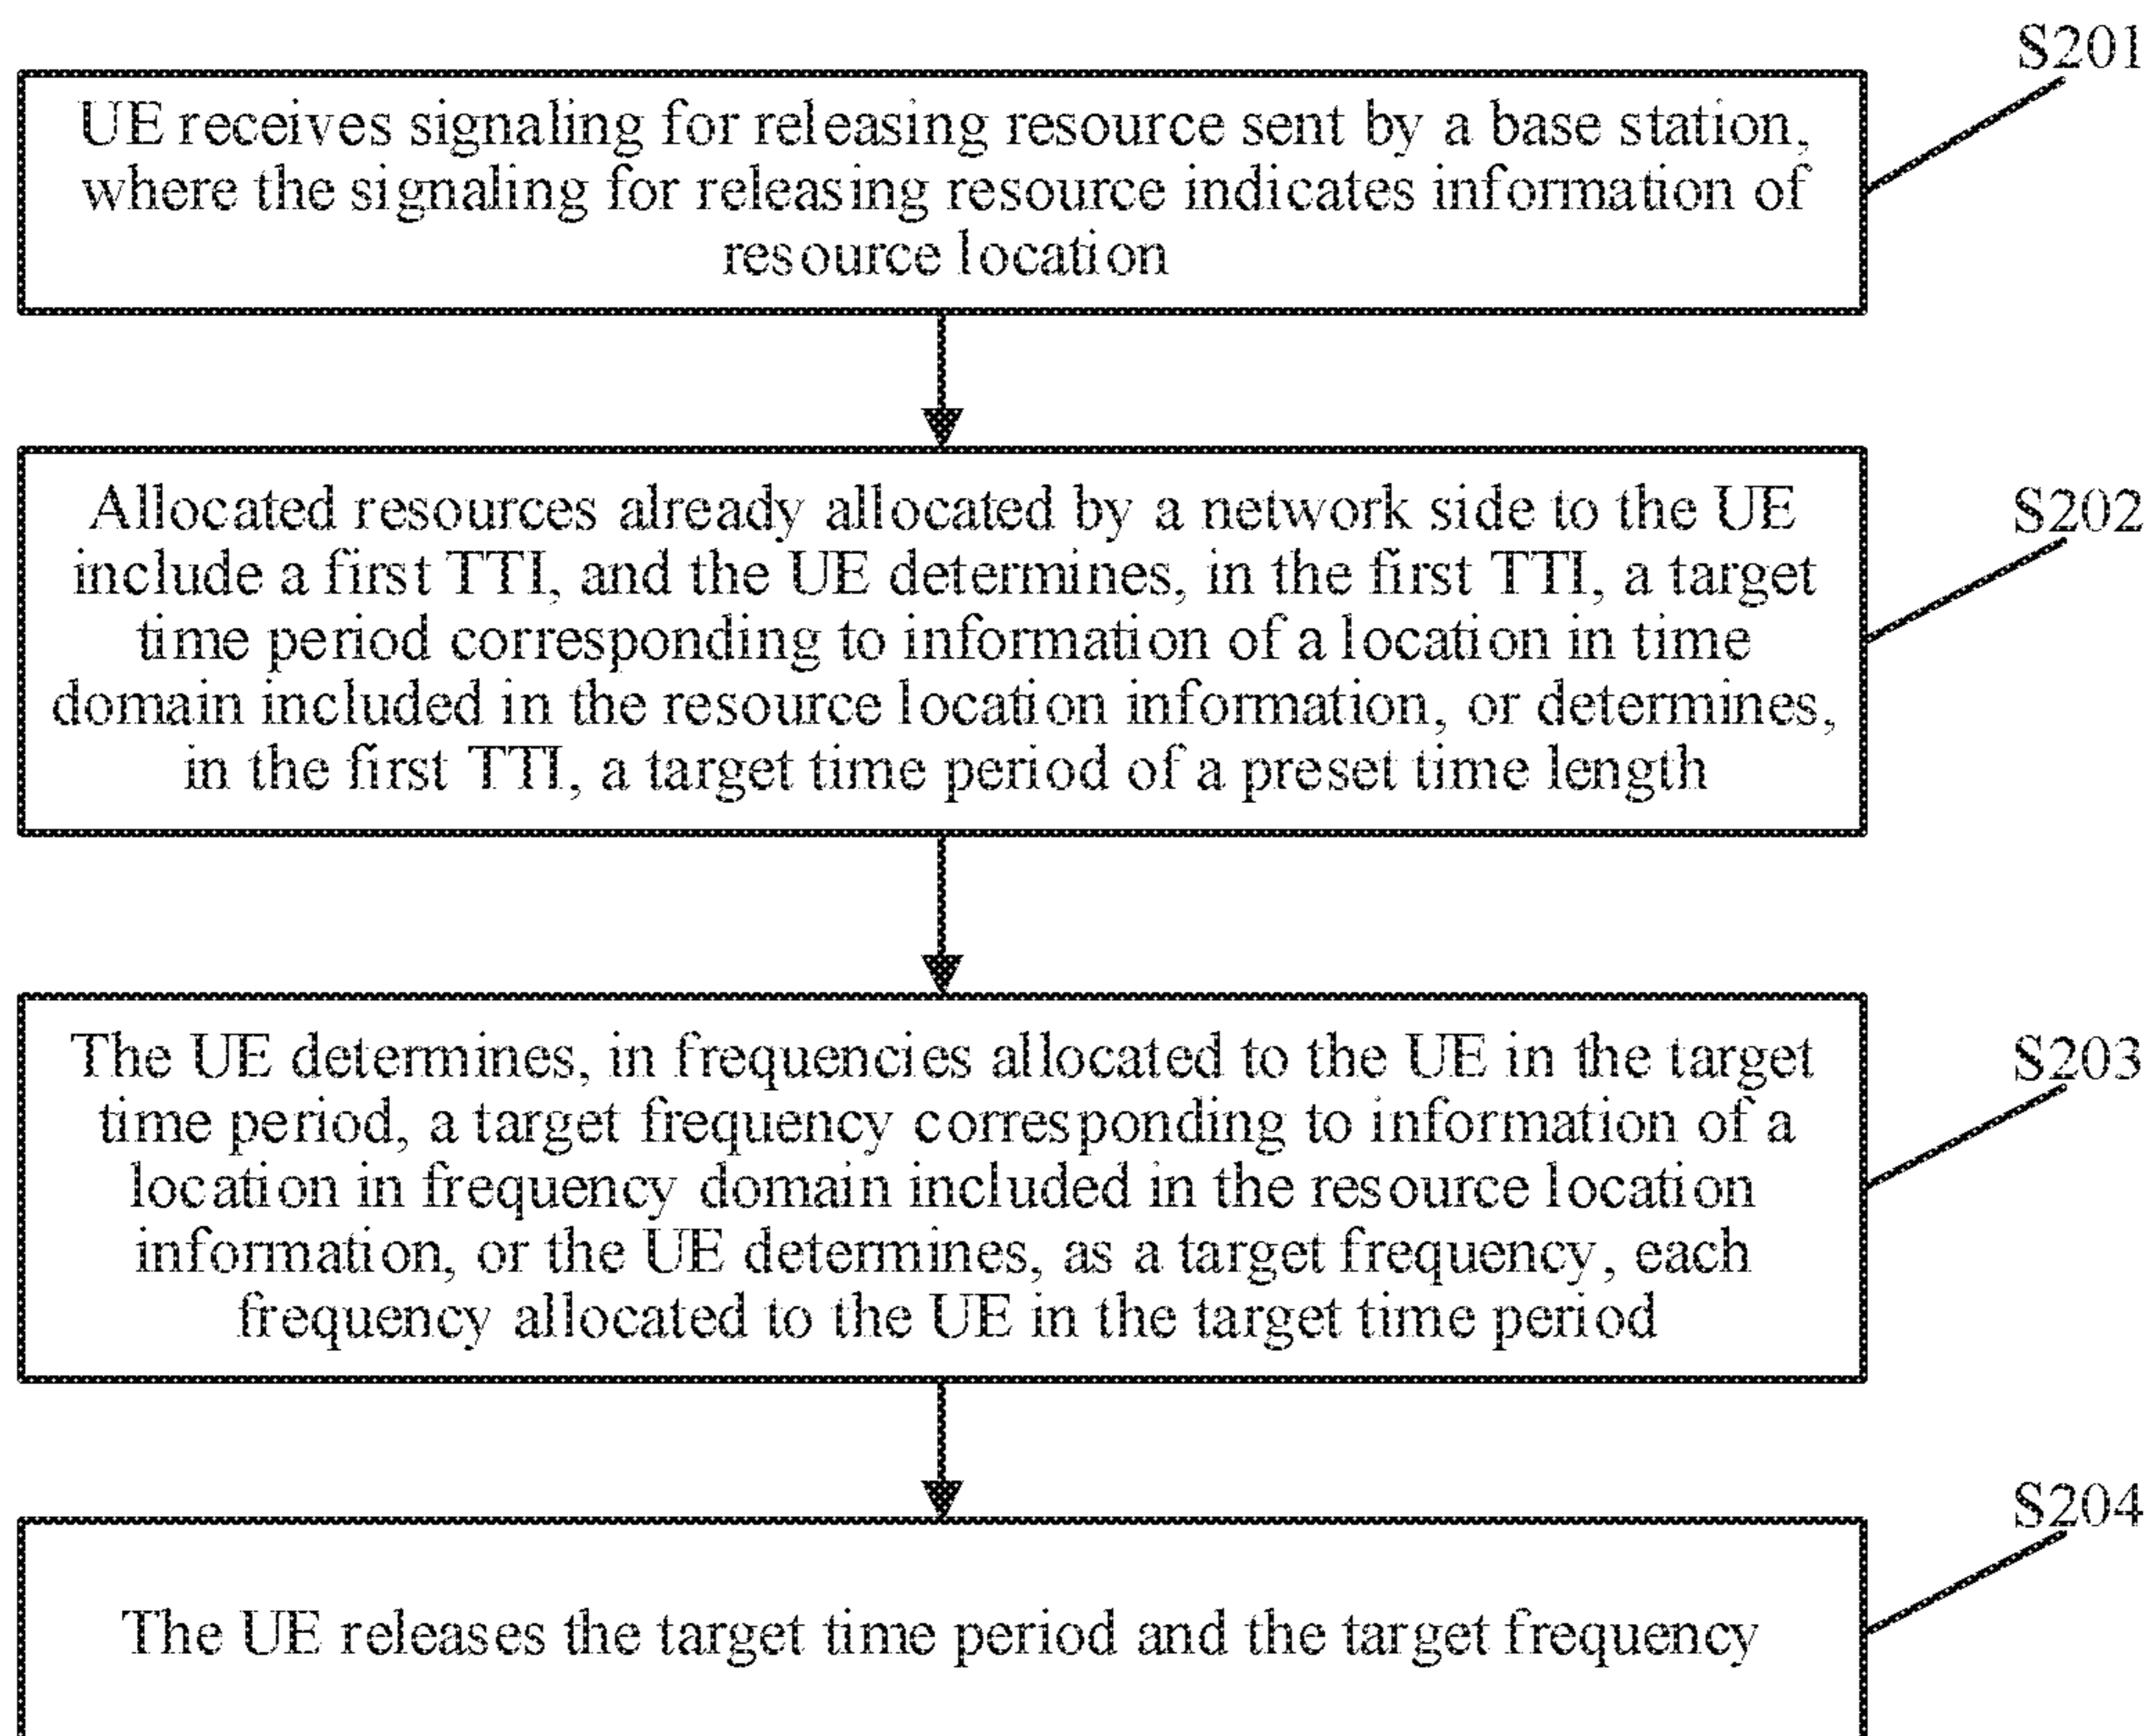 S201
UE receives signaling for releasing resource sent by a base station,
where the signaling for releasing resource indicates information of
resource location
S202
Allocated resources already allocated by a network side to the UE
include a first TTI, and the UE determines, in the first TTI, a target
time period corresponding to information of a location in time
domain included in the resource location information, or determines,
in the first TTI, a target time period of a preset time length
S203
The UE determines, in frequencies allocated to the UE in the target
time period, a target frequency corresponding to information of a
location in frequency domain included in the resource location
information, or the UE determines, as a target frequency, each
frequency allocated to the UE in the target time period
S204
The UE releases the target time period and the target frequency